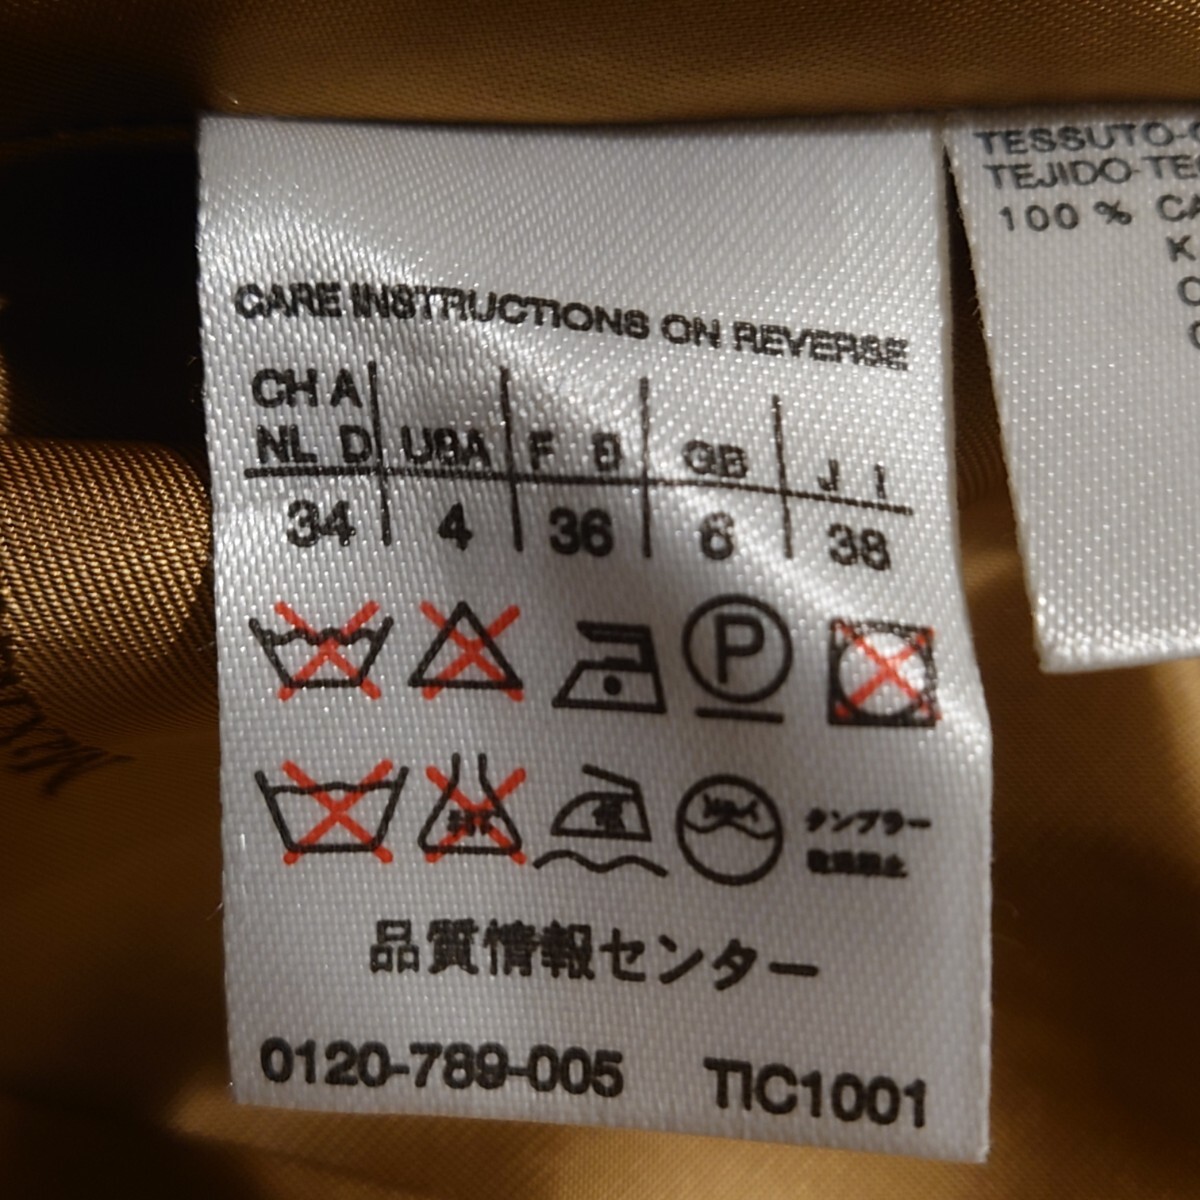 CARE INSTRUCTIONS ON REVERSE
CH A
NL D USA F B GB J I
34 4 36 6 38
P
タンブラー
乾燥禁止
品質情報センター
0120-789-005 TIC1001
TESSUTO-
TEJIDO-TE
100 % CA
K